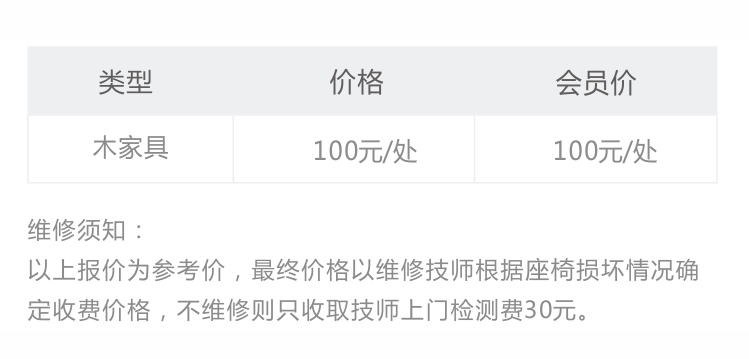 类型 价格 会员价
木家具 100元/处 100元/处
维修须知：
以上报价为参考价，最终价格以维修技师根据座椅损坏情况确
定收费价格，不维修则只收取技师上门检测费30元。